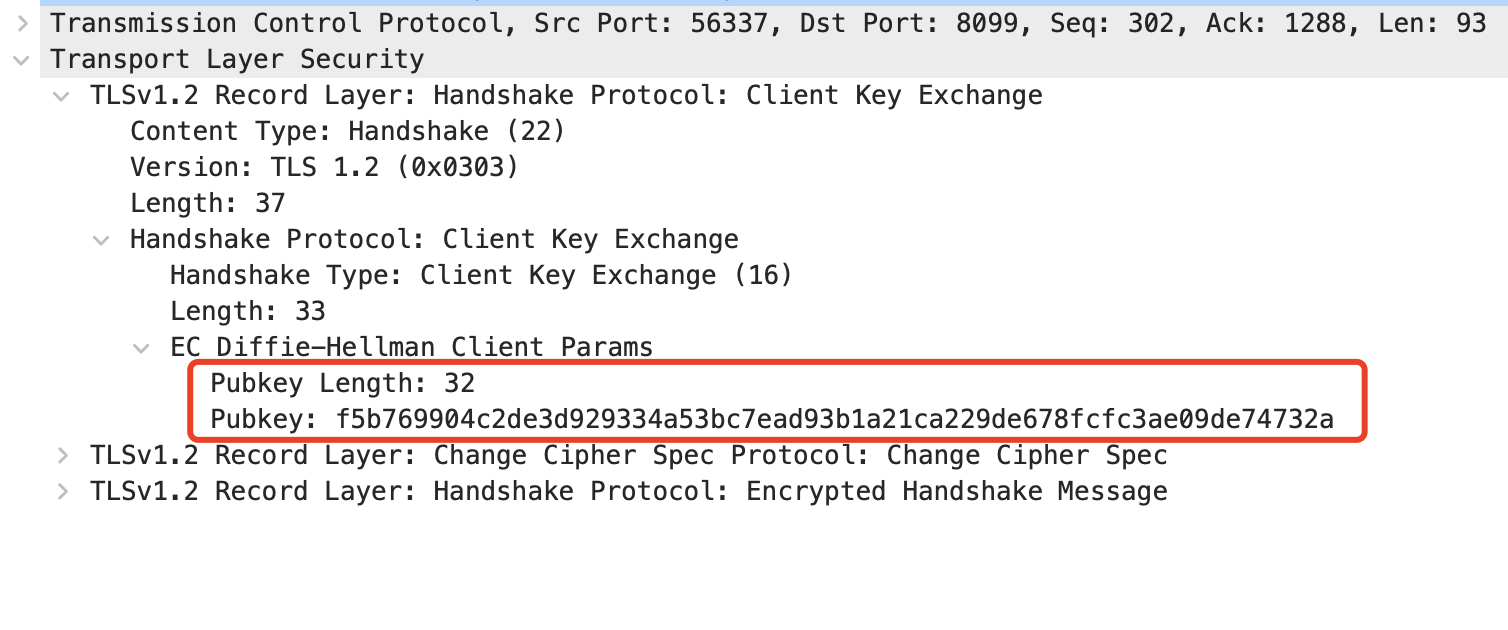 Transmission Control Protocol, Src Port: 56337, Dst Port: 8099, Seq: 302, Ack: 1288, Len: 93
Transport Layer Security
TLSv1.2 Record Layer: Handshake Protocol: Client Key Exchange
Content Type: Handshake (22)
Version: TLS 1.2 (0x0303)
Length: 37
Handshake Protocol: Client Key Exchange
Handshake Type: Client Key Exchange (16)
Length: 33
EC Diffie-Hellman Client Params
Pubkey Length: 32
Pubkey: f5b769904c2de3d929334a53bc7ead93b1a21ca229de678fcfc3ae09de74732a
TLSv1.2 Record Layer: Change Cipher Spec Protocol: Change Cipher Spec
TLSv1.2 Record Layer: Handshake Protocol: Encrypted Handshake Message